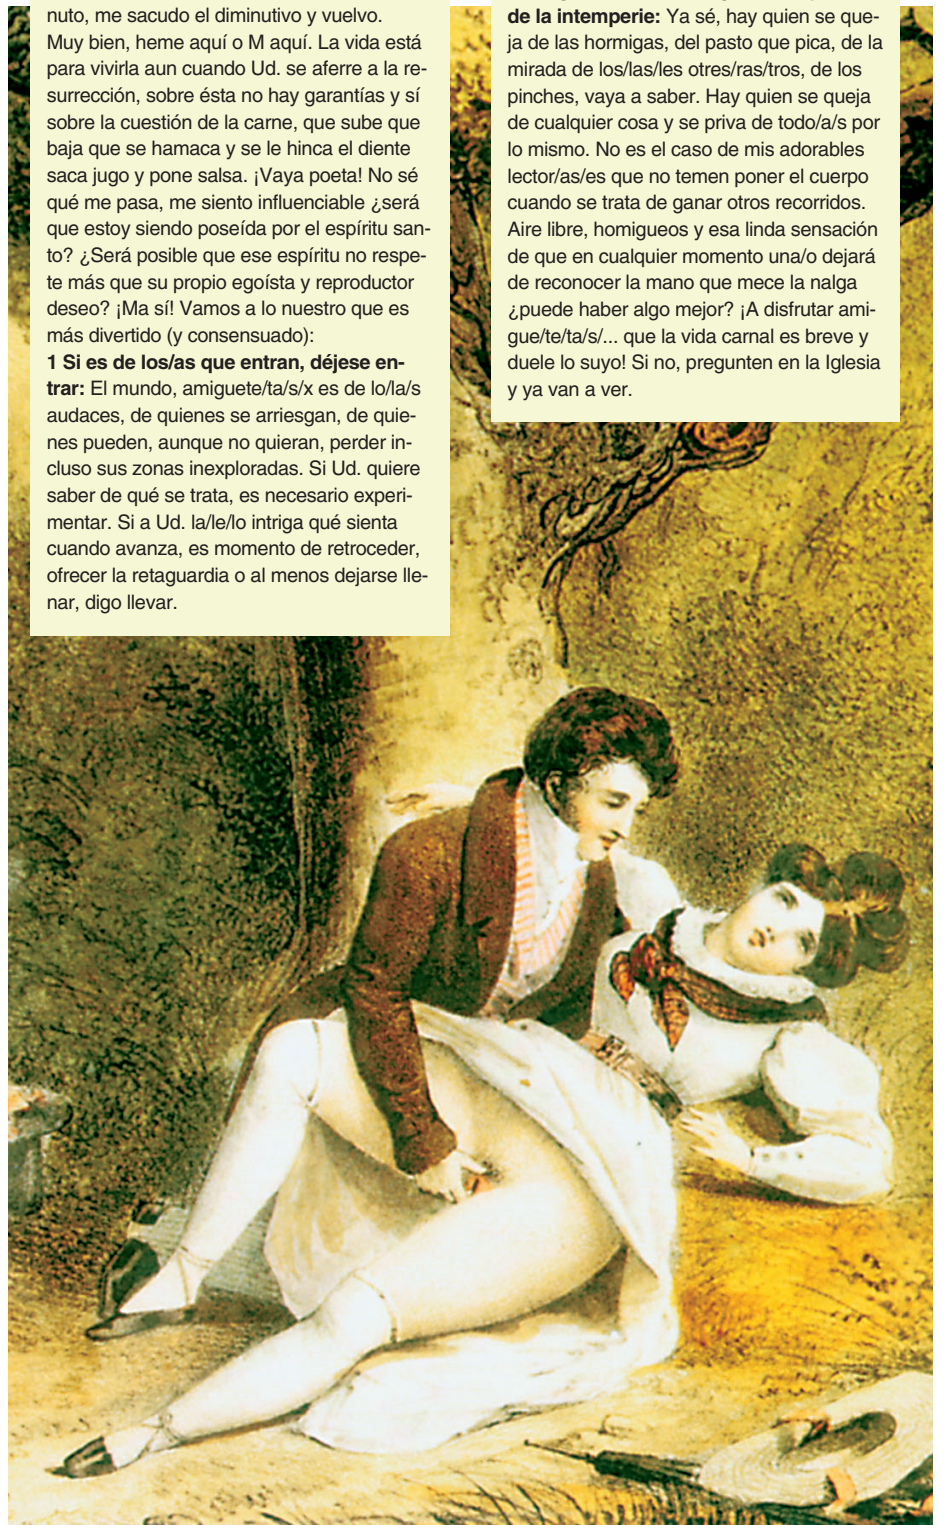 nuto, me sacudo el diminutivo y vuelvo.
Muy bien, heme aquí o M aquí. La vida está
para vivirla aun cuando Ud. se aferre a la re-
surrección, sobre ésta no hay garantías y sí
sobre la cuestión de la carne, que sube que
baja que se hamaca y se le hinca el diente
saca jugo y pone salsa. ¡Vaya poeta! No sé
qué me pasa, me siento influenciable ¿será
que estoy siendo poseída por el espíritu san-
to? ¿Será posible que ese espíritu no respe-
te más que su propio egoísta y reproductor
deseo? ¡Ma sí! Vamos a lo nuestro que es
más divertido (y consensuado):
1 Si es de los/as que entran, déjese en-
trar: El mundo, amiguete/ta/s/x es de lo/la/s
audaces, de quienes se arriesgan, de quie-
nes pueden, aunque no quieran, perder in-
cluso sus zonas inexploradas. Si Ud. quiere
saber de qué se trata, es necesario experi-
mentar. Si a Ud. la/le/lo intriga qué sienta
cuando avanza, es momento de retroceder,
ofrecer la retaguardia o al menos dejarse lle-
nar, digo llevar.
de la intemperie: Ya sé, hay quien se que-
ja de las hormigas, del pasto que pica, de la
mirada de los/las/les otres/ras/tros, de los
pinches, vaya a saber. Hay quien se queja
de cualquier cosa y se priva de todo/a/s por
lo mismo. No es el caso de mis adorables
lector/as/es que no temen poner el cuerpo
cuando se trata de ganar otros recorridos.
Aire libre, homigueos y esa linda sensación
de que en cualquier momento una/o dejará
de reconocer la mano que mece la nalga
¿puede haber algo mejor? ¡A disfrutar ami-
gue/te/ta/s/... que la vida carnal es breve y
duele lo suyo! Si no, pregunten en la Iglesia
y ya van a ver.